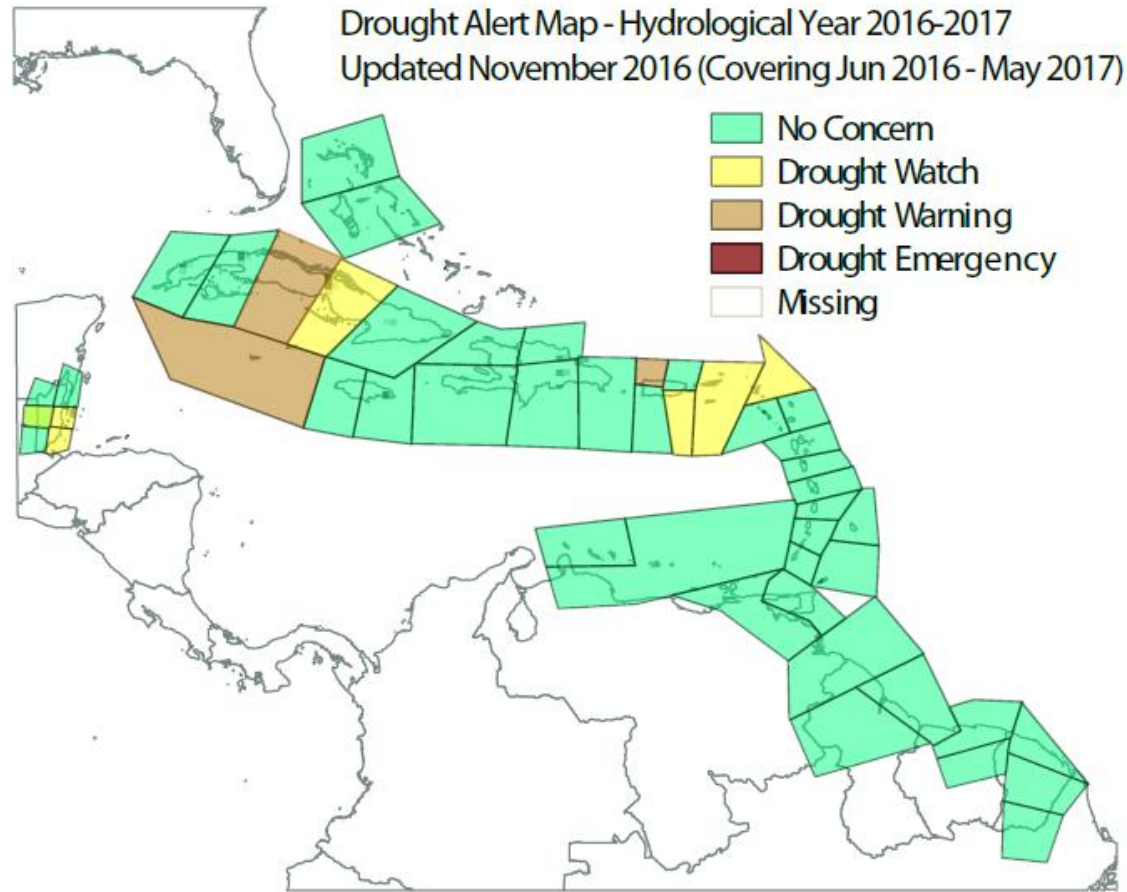 Drought Alert Map - Hydrological Year 2016-2017
Updated November 2016 (Covering Jun 2016 - May 2017)
No Concern
Drought Watch
Drought Warning
Drought Emergency
Missing